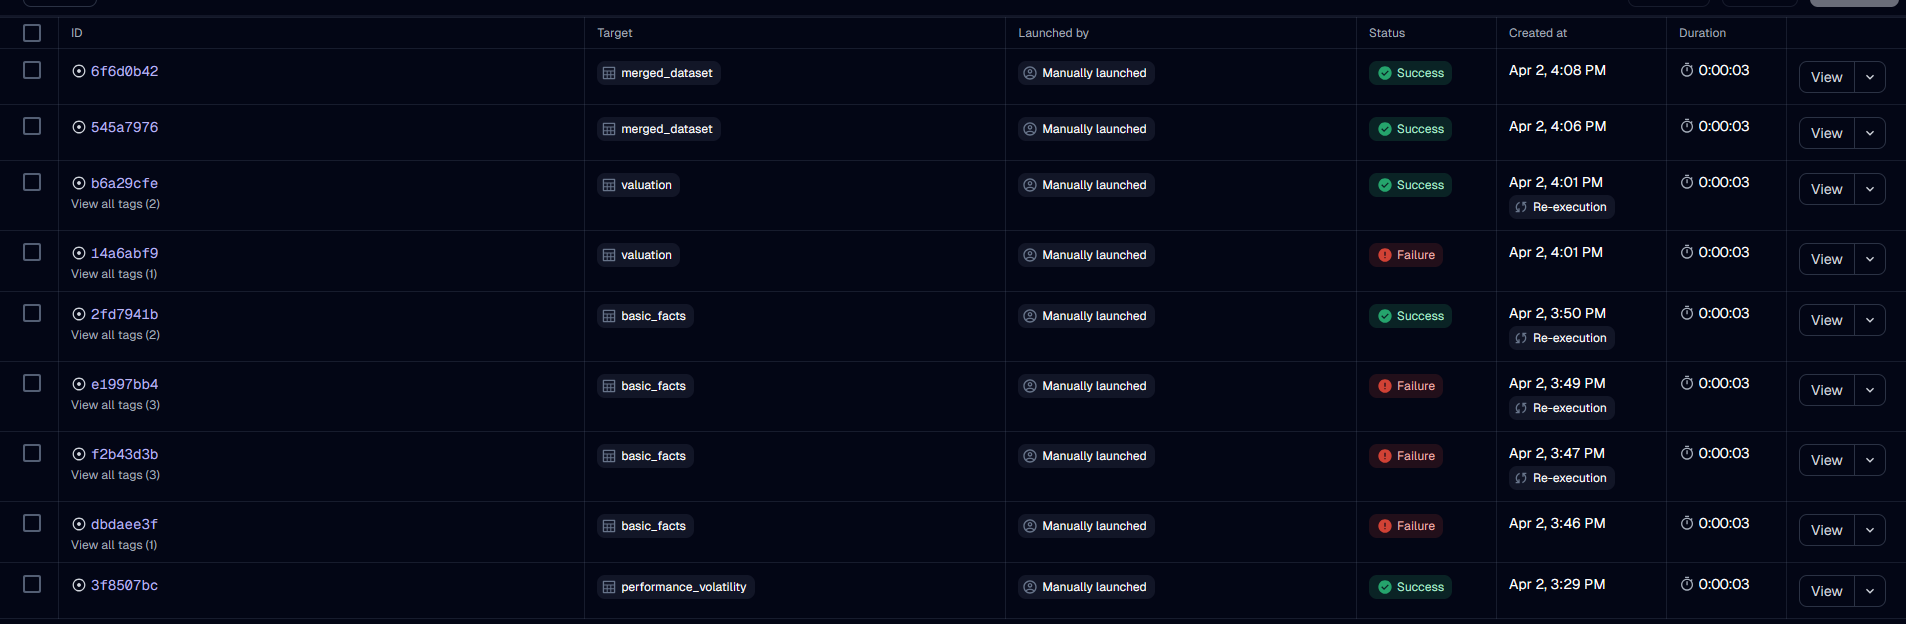 ID Target Launched by Status Created at Duration
6f6d0b42 merged_dataset Manually launched Success Apr 2, 4:08 PM 0:00:03 View
545a7976 merged_dataset Manually launched Success Apr 2, 4:06 PM 0:00:03 View
b6a29cfe valuation Manually launched Success Apr 2, 4:01 PM 0:00:03 View
View all tags (2) Re-execution
14a6abf9 valuation Manually launched Failure Apr 2, 4:01 PM 0:00:03 View
View all tags (1)
2fd7941b basic_facts Manually launched Success Apr 2, 3:50 PM 0:00:03 View
View all tags (2) Re-execution
e1997bb4 basic_facts Manually launched Failure Apr 2, 3:49 PM 0:00:03 View
View all tags (3) Re-execution
f2b43d3b basic_facts Manually launched Failure Apr 2, 3:47 PM 0:00:03 View
View all tags (3) Re-execution
dbdaee3f basic_facts Manually launched Failure Apr 2, 3:46 PM 0:00:03 View
View all tags (1)
3f8507bc performance_volatility Manually launched Success Apr 2, 3:29 PM 0:00:03 View